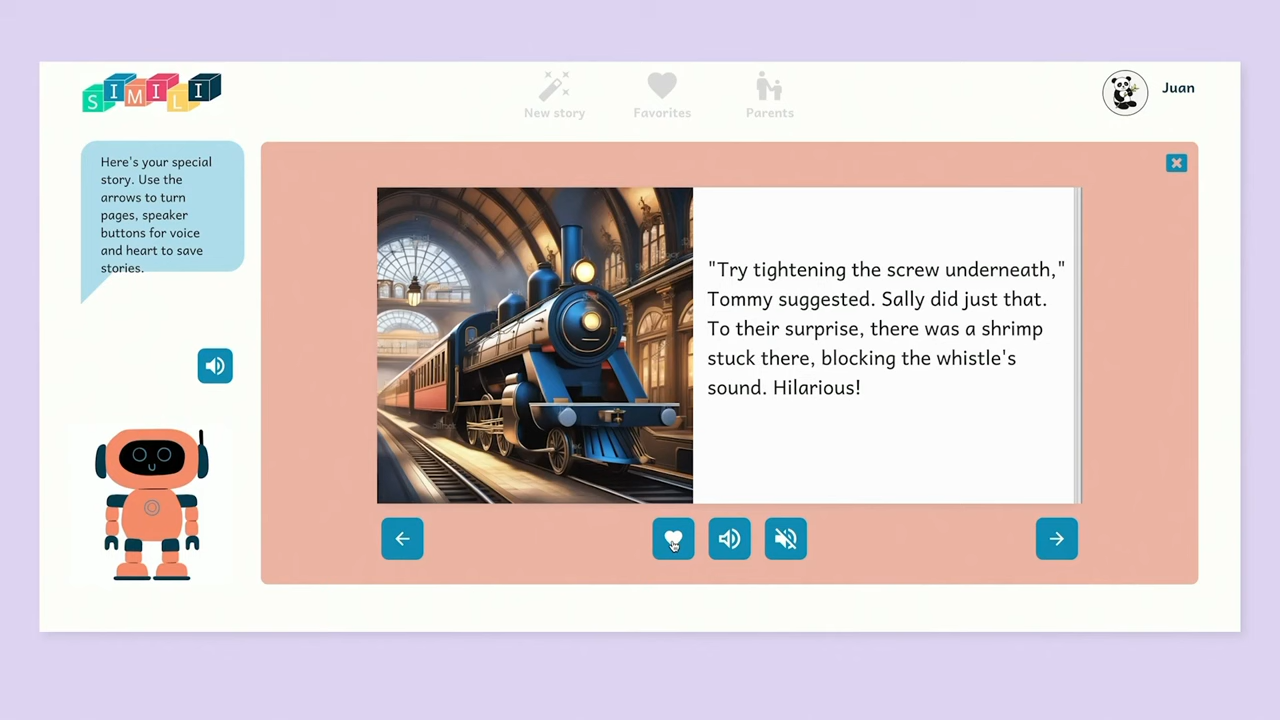 SIMILI
New story
Favorites
Parents
Juan
Here's your special
story. Use the
arrows to turn
pages, speaker
buttons for voice
and heart to save
stories.
"Try tightening the screw underneath,"
Tommy suggested. Sally did just that.
To their surprise, there was a shrimp
stuck there, blocking the whistle's
sound. Hilarious!